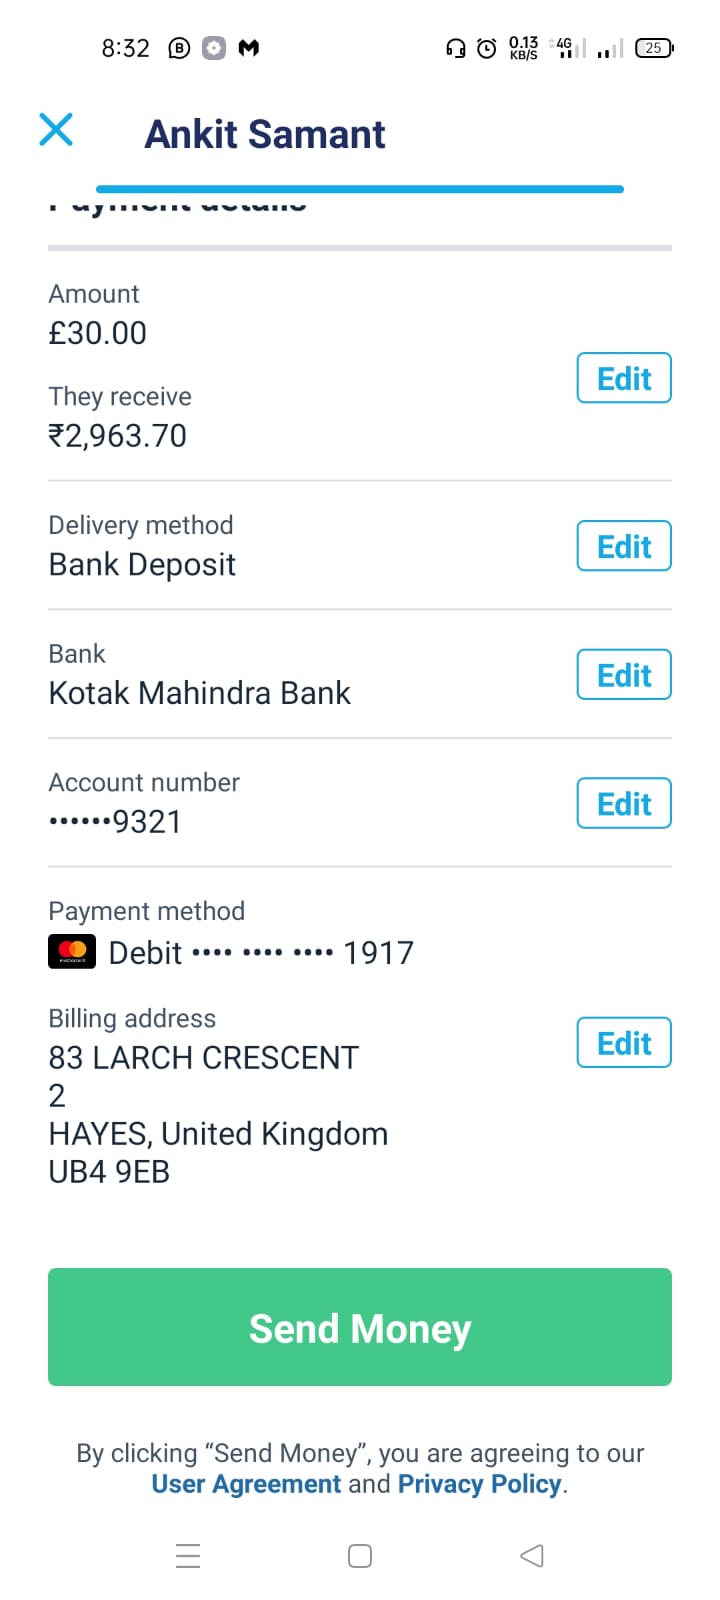 8:32
0.13
KB/S
4G
25
Ankit Samant
Payment details
Amount
£30.00
Edit
They receive
₹2,963.70
Delivery method
Bank Deposit
Edit
Bank
Kotak Mahindra Bank
Edit
Account number
••••••9321
Edit
Payment method
Debit •••• •••• •••• 1917
Billing address
83 LARCH CRESCENT
2
HAYES, United Kingdom
UB4 9EB
Edit
Send Money
By clicking “Send Money”, you are agreeing to our
User Agreement and Privacy Policy.